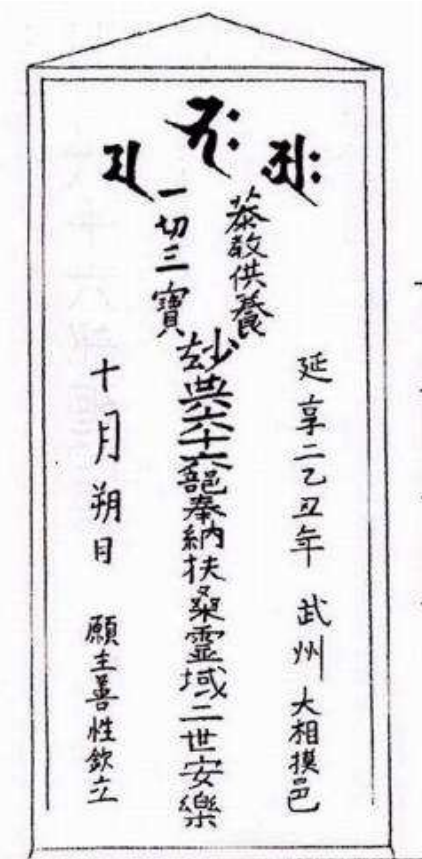 恭敬供養
一切三寶
延享二乙丑年 武州 大相摸邑
玅典六十六部奉納扶桑霊域二世安樂
十月朔日 願主善性欽立